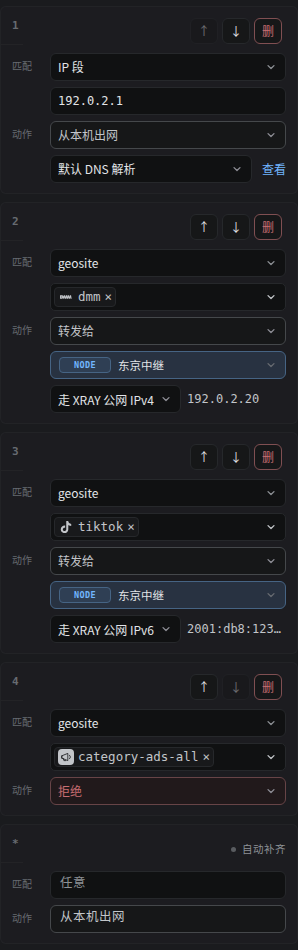 1
↑ ↓ 删
匹配 IP 段
192.0.2.1
动作 从本机出网
默认 DNS 解析 查看
2
↑ ↓ 删
匹配 geosite
dmm ×
动作 转发给
NODE 东京中继
走 XRAY 公网 IPv4 192.0.2.20
3
↑ ↓ 删
匹配 geosite
tiktok ×
动作 转发给
NODE 东京中继
走 XRAY 公网 IPv6 2001:db8:123…
4
↑ ↓ 删
匹配 geosite
category-ads-all ×
动作 拒绝
*
自动补齐
匹配 任意
动作 从本机出网